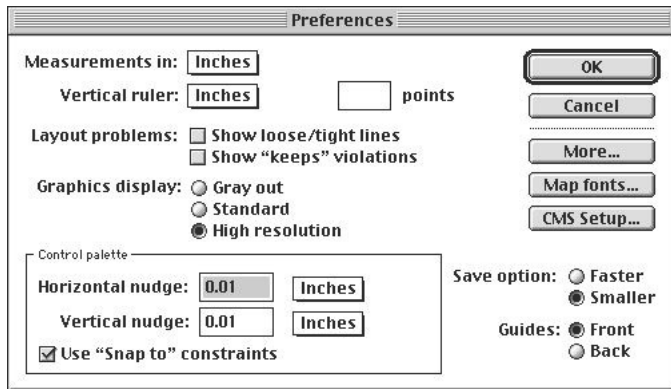 Preferences
Measurements in: Inches
Vertical ruler: Inches points
Layout problems: Show loose/tight lines
Show “keeps” violations
Graphics display: Gray out
Standard
High resolution
Control palette
Horizontal nudge: 0.01 Inches
Vertical nudge: 0.01 Inches
Use “Snap to” constraints
OK
Cancel
More...
Map fonts...
CMS Setup...
Save option: Faster
Smaller
Guides: Front
Back